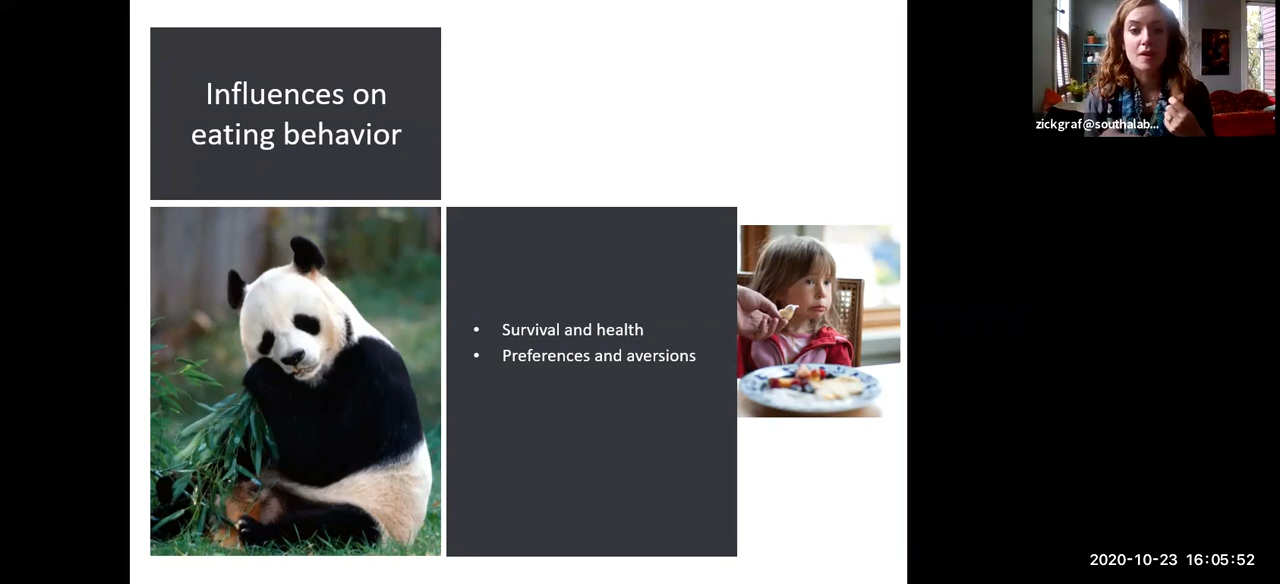 Influences on
eating behavior
• Survival and health
• Preferences and aversions
zickgraf@southalab...
2020-10-23 16:05:52